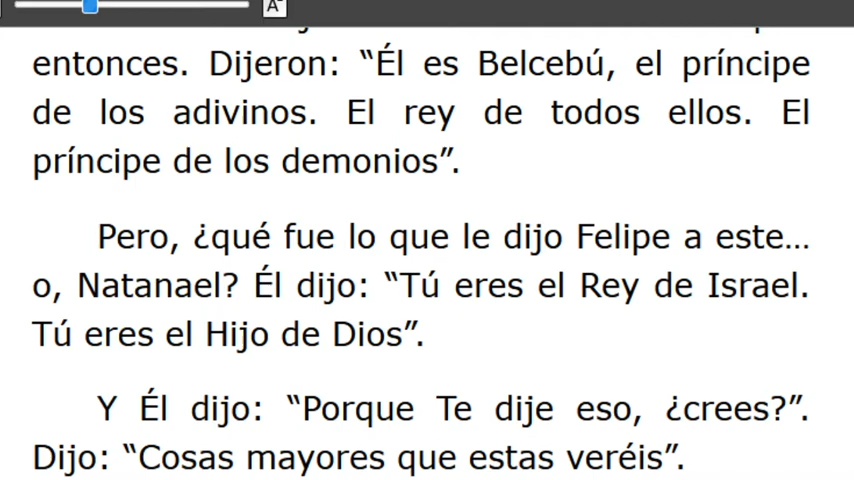 A
entonces. Dijeron: “Él es Belcebú, el príncipe
de los adivinos. El rey de todos ellos. El
príncipe de los demonios”.
Pero, ¿qué fue lo que le dijo Felipe a este...
o, Natanael? Él dijo: “Tú eres el Rey de Israel.
Tú eres el Hijo de Dios”.
Y Él dijo: “Porque Te dije eso, ¿crees?”.
Dijo: “Cosas mayores que estas veréis”.